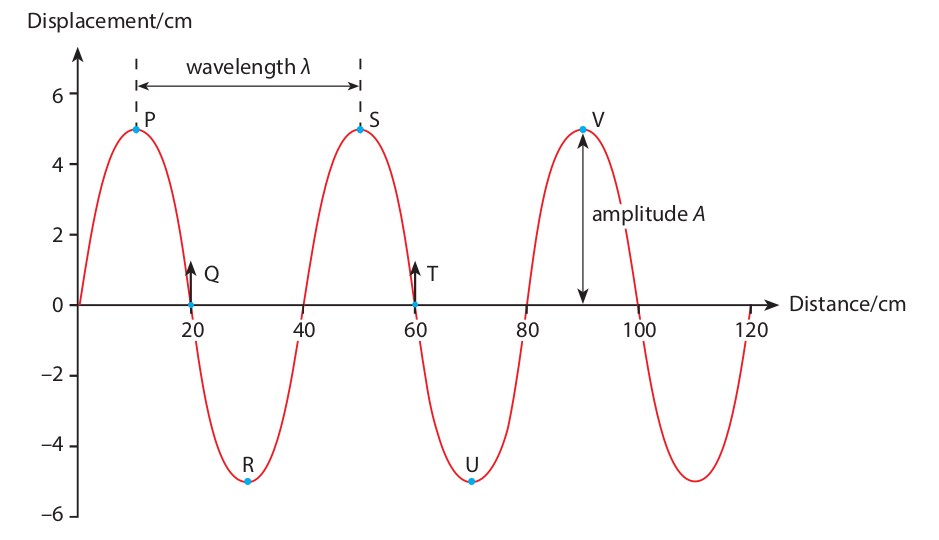 Displacement/cm
wavelength λ
6
P
S
V
4
amplitude A
2
Q
T
0
Distance/cm
20
40
60
80
100
120
−2
−4
R
U
−6